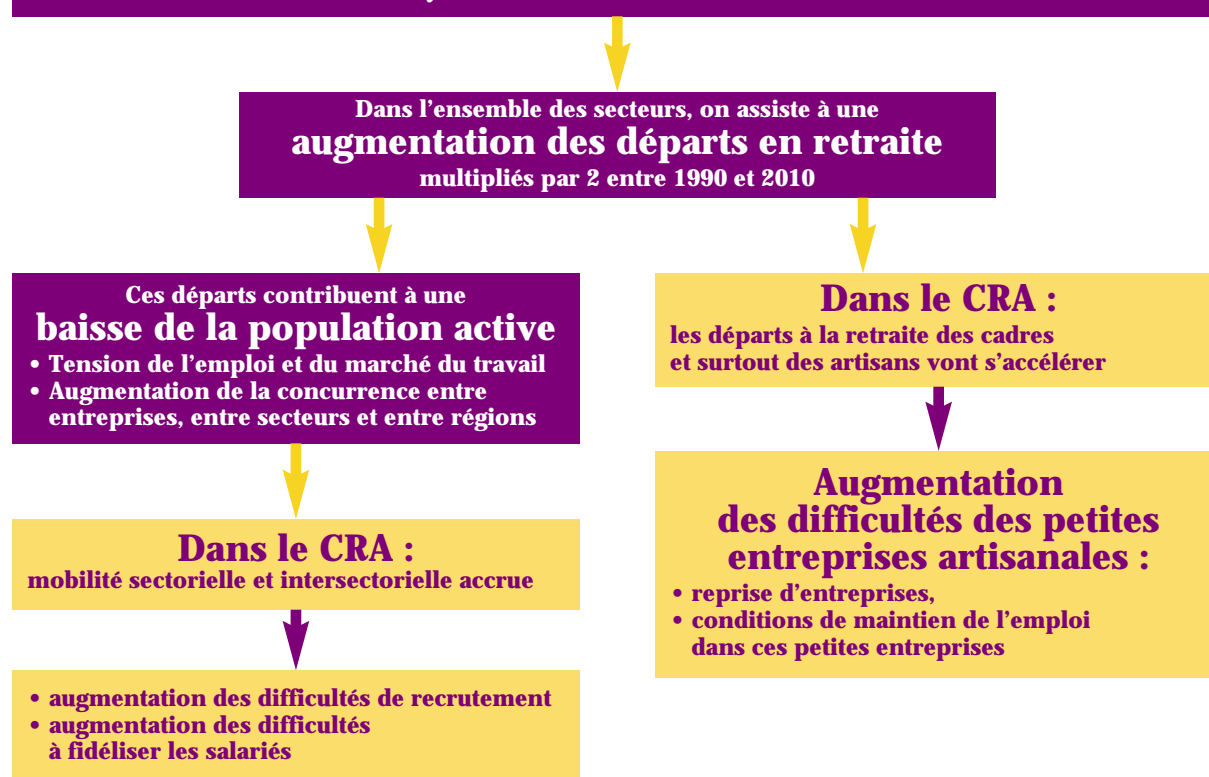 Dans l'ensemble des secteurs, on assiste à une
augmentation des départs en retraite
multipliés par 2 entre 1990 et 2010
Ces départs contribuent à une
baisse de la population active
• Tension de l'emploi et du marché du travail
• Augmentation de la concurrence entre
entreprises, entre secteurs et entre régions
Dans le CRA :
mobilité sectorielle et intersectorielle accrue
• augmentation des difficultés de recrutement
• augmentation des difficultés
à fidéliser les salariés
Dans le CRA :
les départs à la retraite des cadres
et surtout des artisans vont s'accélérer
Augmentation
des difficultés des petites
entreprises artisanales :
• reprise d'entreprises,
• conditions de maintien de l'emploi
dans ces petites entreprises